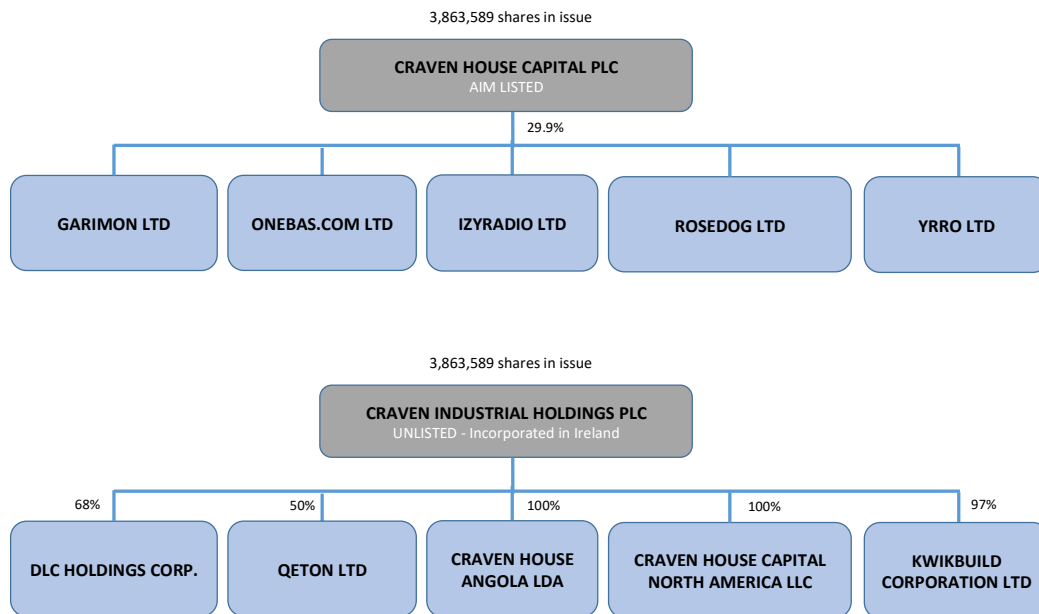 3,863,589 shares in issue
CRAVEN HOUSE CAPITAL PLC
AIM LISTED
29.9%
GARIMON LTD
ONEBAS.COM LTD
IZYRADIO LTD
ROSEDOG LTD
YRRO LTD
3,863,589 shares in issue
CRAVEN INDUSTRIAL HOLDINGS PLC
UNLISTED - Incorporated in Ireland
68%
50%
100%
100%
97%
DLC HOLDINGS CORP.
QETON LTD
CRAVEN HOUSE
ANGOLA LDA
CRAVEN HOUSE CAPITAL
NORTH AMERICA LLC
KWIKBUILD
CORPORATION LTD